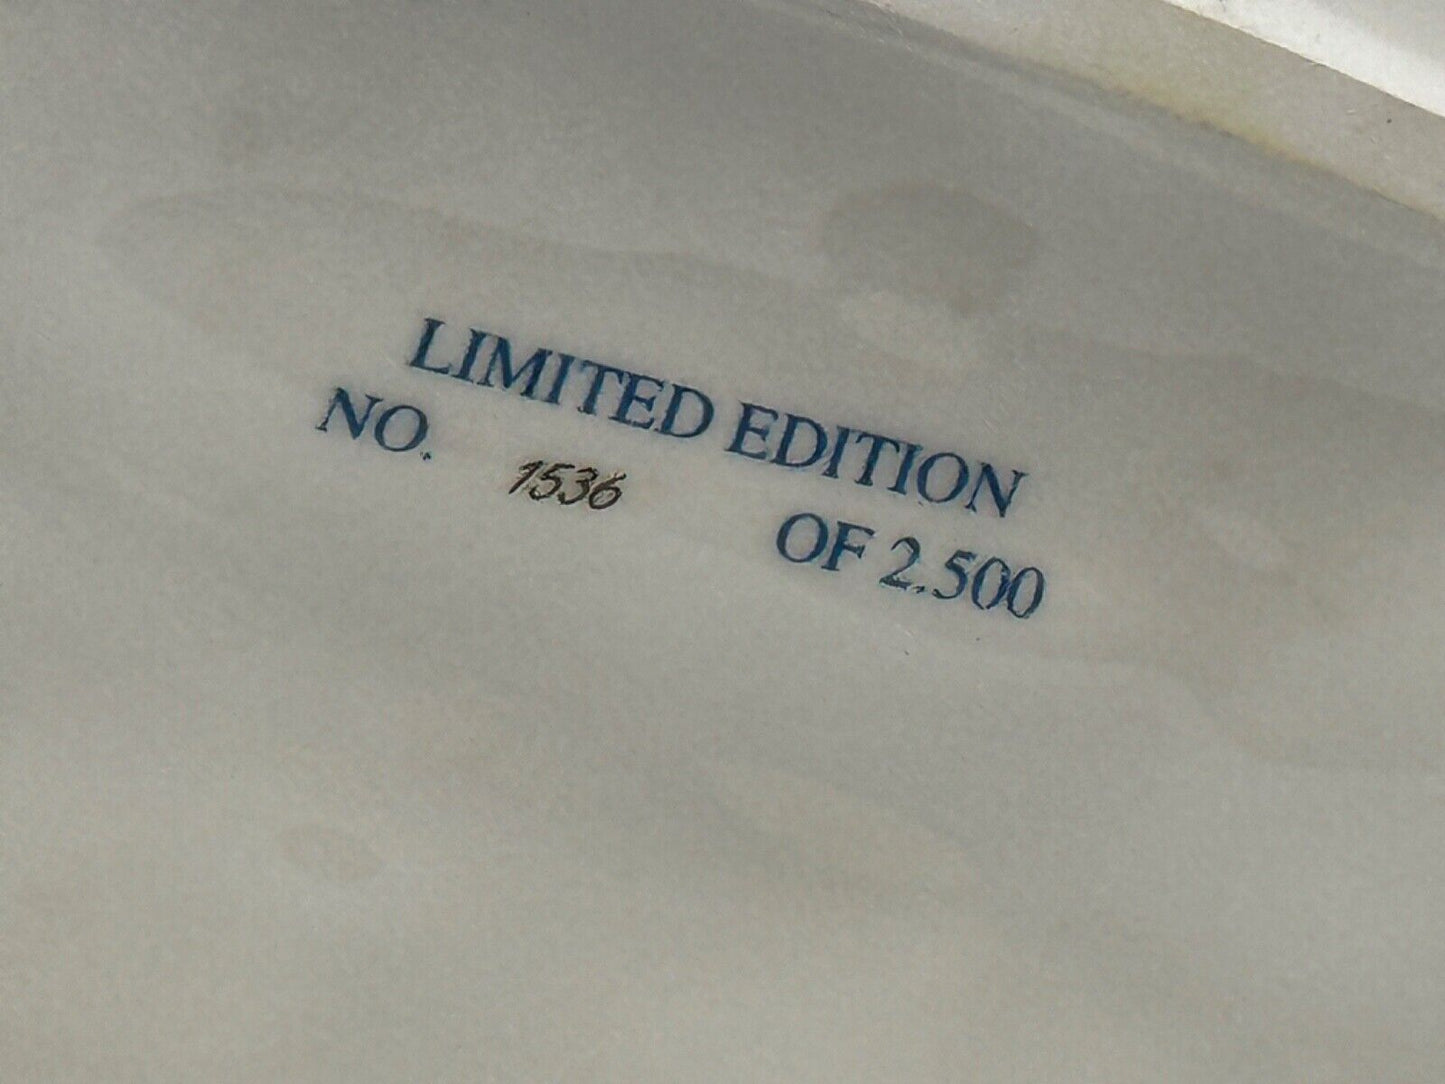 LIMITED EDITION
NO. 1536 OF 2.500